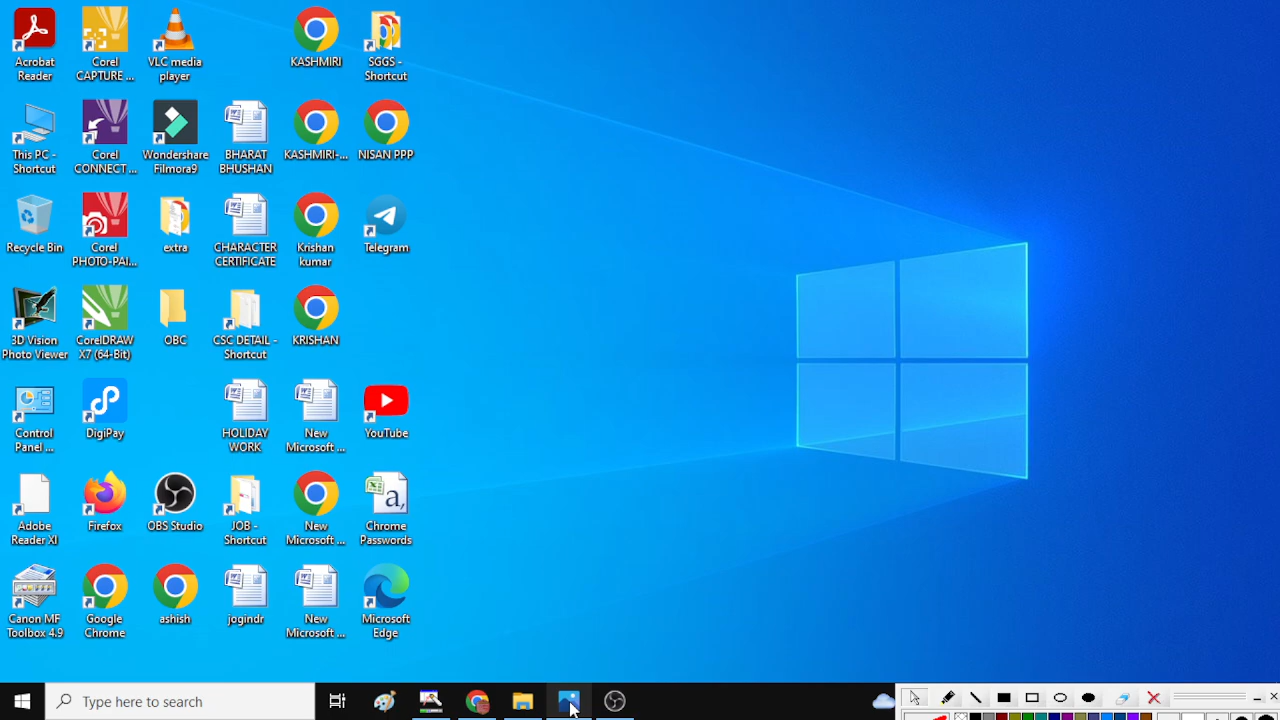 Acrobat
Reader
Corel
CAPTURE ...
VLC media
player
KASHMIRI
SGGS -
Shortcut
This PC -
Shortcut
Corel
CONNECT ...
Wondershare
Filmora9
BHARAT
BHUSHAN
KASHMIRI-...
NISAN PPP
Recycle Bin
Corel
PHOTO-PAI...
extra
CHARACTER
CERTIFICATE
Krishan
kumar
Telegram
3D Vision
Photo Viewer
CorelDRAW
X7 (64-Bit)
OBC
CSC DETAIL -
Shortcut
KRISHAN
Control
Panel ...
DigiPay
HOLIDAY
WORK
New
Microsoft ...
YouTube
Adobe
Reader XI
Firefox
OBS Studio
JOB -
Shortcut
New
Microsoft ...
Chrome
Passwords
Canon MF
Toolbox 4.9
Google
Chrome
ashish
jogindr
New
Microsoft ...
Microsoft
Edge
Type here to search